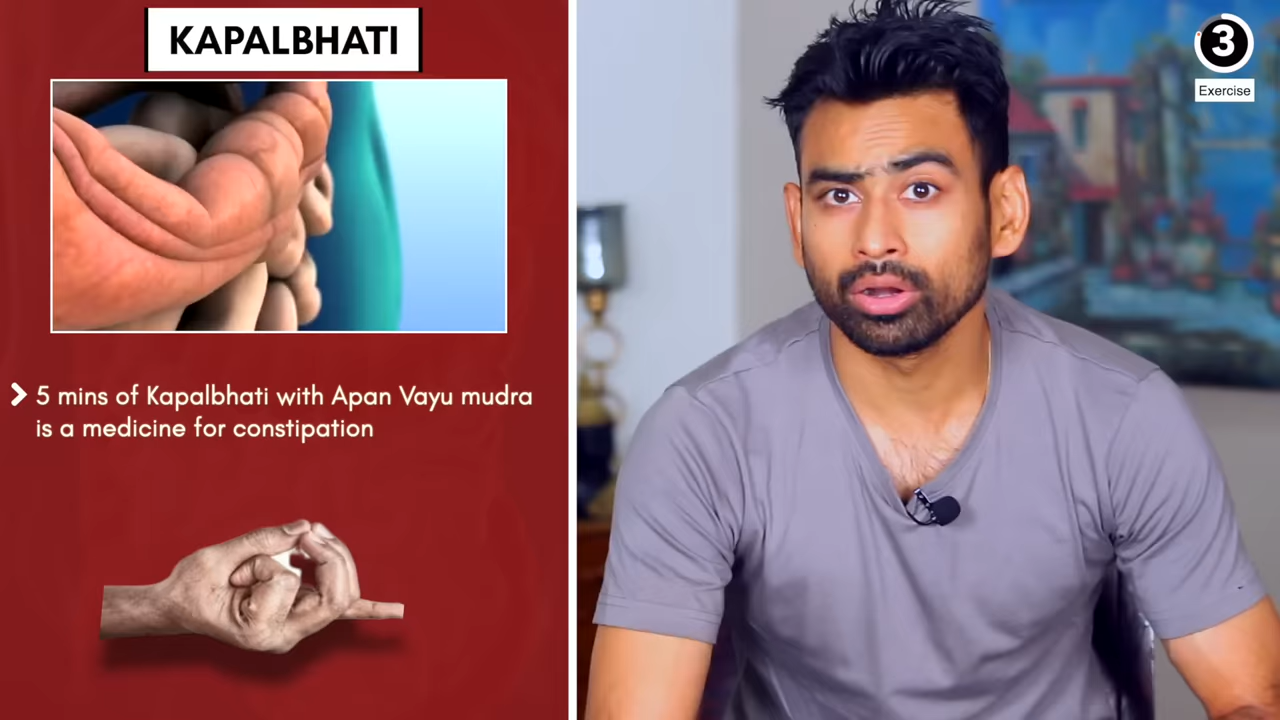 KAPALBHATI
5 mins of Kapalbhati with Apan Vayu mudra
is a medicine for constipation
3
Exercise